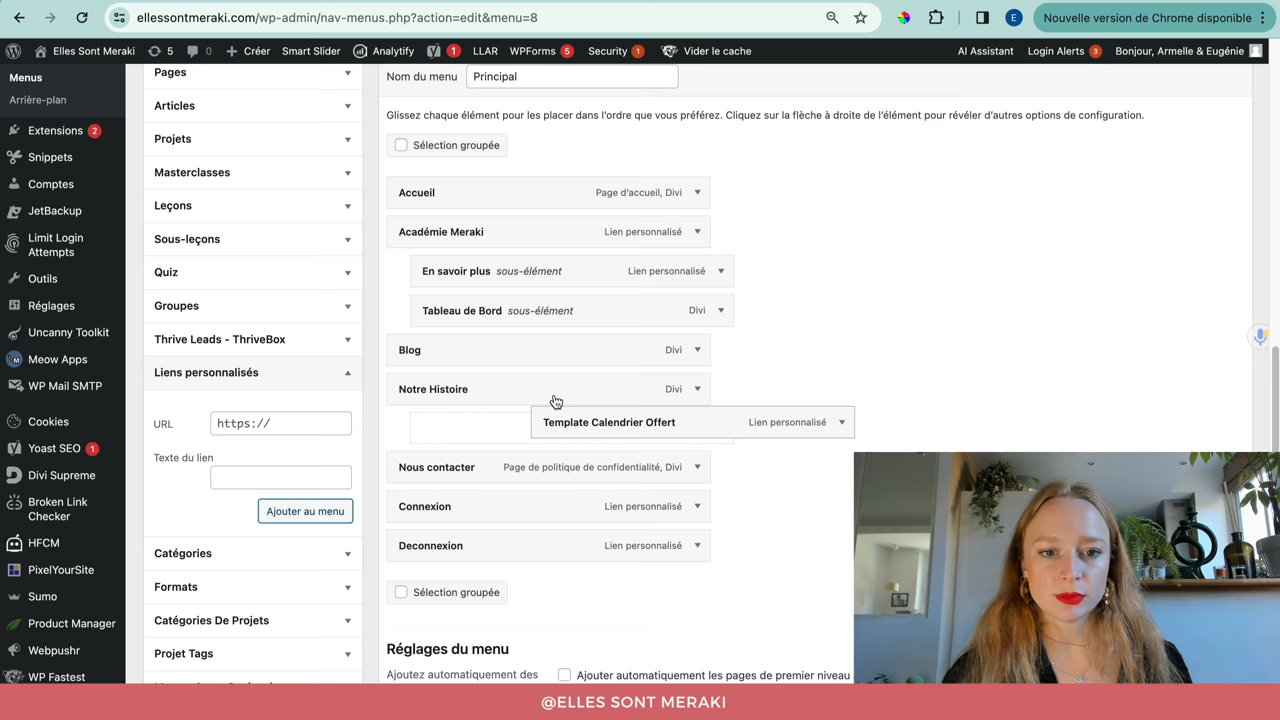 ellessontmeraki.com/wp-admin/nav-menus.php?action=edit&menu=8
E
Nouvelle version de Chrome disponible
Elles Sont Meraki
5
0
Créer
Smart Slider
Analytify
1
LLAR
WPForms 5
Security 1
Vider le cache
AI Assistant
Login Alerts 3
Bonjour, Armelle & Eugénie
Menus
Arrière-plan
Extensions 2
Snippets
Comptes
JetBackup
Limit Login
Attempts
Outils
Réglages
Uncanny Toolkit
Meow Apps
WP Mail SMTP
Cookies
Yoast SEO 1
Divi Supreme
Broken Link
Checker
HFCM
PixelYourSite
Sumo
Product Manager
Webpushr
WP Fastest
Pages
Articles
Projets
Masterclasses
Leçons
Sous-leçons
Quiz
Groupes
Thrive Leads - ThriveBox
Liens personnalisés
URL
https://
Texte du lien
Ajouter au menu
Catégories
Formats
Catégories De Projets
Projet Tags
Nom du menu
Principal
Glissez chaque élément pour les placer dans l'ordre que vous préférez. Cliquez sur la flèche à droite de l'élément pour révéler d'autres options de configuration.
Sélection groupée
Accueil
Page d'accueil, Divi
Académie Meraki
Lien personnalisé
En savoir plus sous-élément
Lien personnalisé
Tableau de Bord sous-élément
Divi
Blog
Divi
Notre Histoire
Divi
Template Calendrier Offert
Lien personnalisé
Nous contacter
Page de politique de confidentialité, Divi
Connexion
Lien personnalisé
Deconnexion
Lien personnalisé
Sélection groupée
Réglages du menu
Ajoutez automatiquement des
Ajouter automatiquement les pages de premier niveau
@ELLES SONT MERAKI